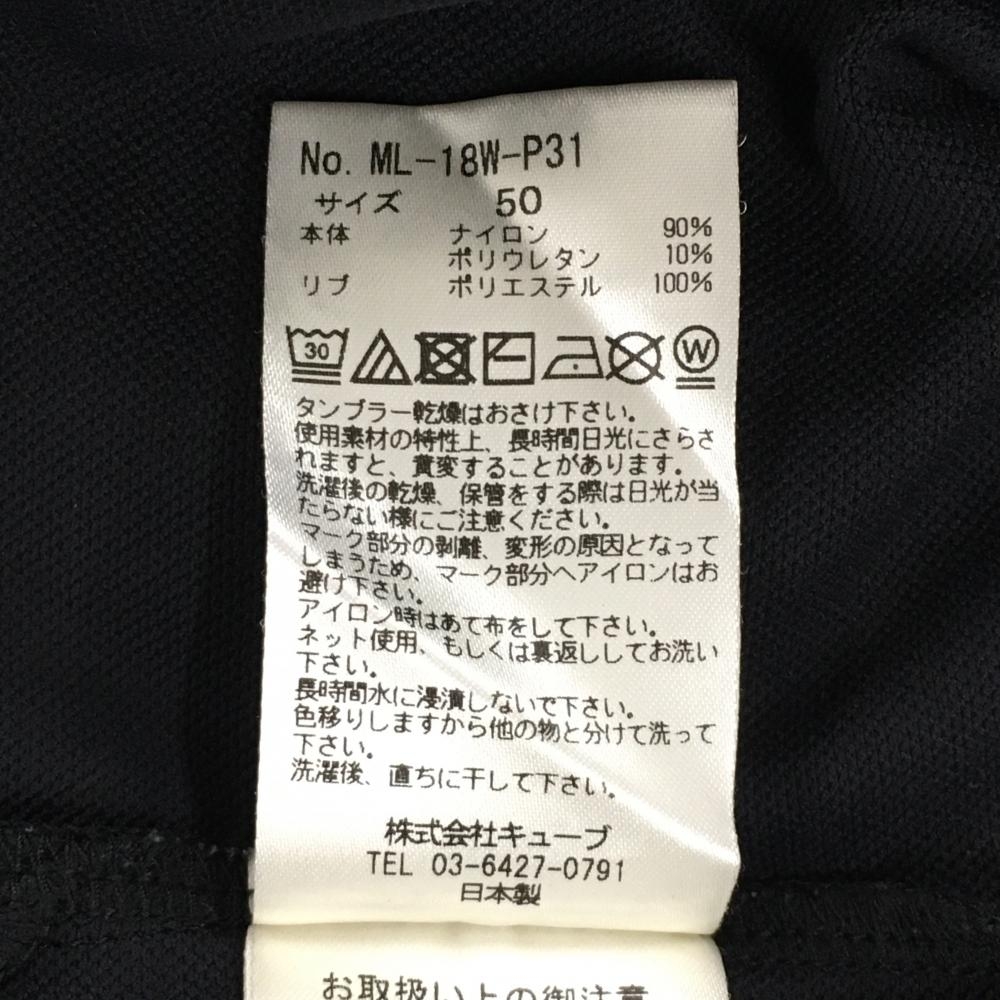 No. ML-18W-P31
サイズ 50
本体 ナイロン 90%
ポリウレタン 10%
リブ ポリエステル 100%
30 W
タンブラー乾燥はおさけ下さい。
使用素材の特性上、長時間日光にさらさ
れますと、黄変することがあります。
洗濯後の乾燥、保管をする際は日光が当
たらない様にご注意ください。
マーク部分の剥離、変形の原因となって
しまうため、マーク部分へアイロンはお
避け下さい。
アイロン時はあて布をして下さい。
ネット使用、もしくは裏返ししてお洗い
下さい。
長時間水に浸漬しないで下さい。
色移りしますから他の物と分けて洗って
下さい。
洗濯後、直ちに干して下さい。
株式会社キューブ
TEL 03-6427-0791
日本製
お取扱い上の御注意